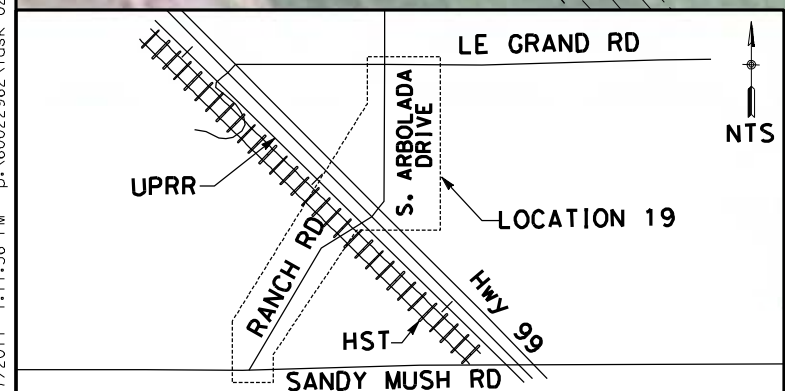 LE GRAND RD
NTS
S. ARBOLADA
DRIVE
UPRR
LOCATION 19
RANCH RD
Hwy 99
HST
SANDY MUSH RD